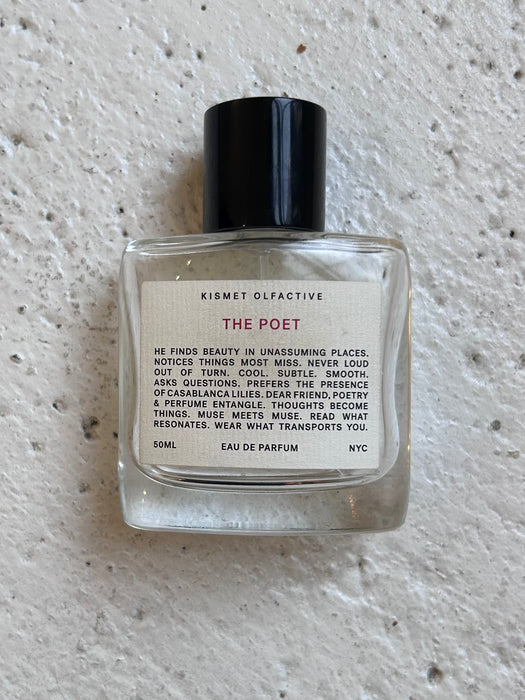 KISMET OLFACTIVE
THE POET
HE FINDS BEAUTY IN UNASSUMING PLACES.
NOTICES THINGS MOST MISS. NEVER LOUD
OUT OF TURN. COOL. SUBTLE. SMOOTH.
ASKS QUESTIONS. PREFERS THE PRESENCE
OF CASABLANCA LILIES. DEAR FRIEND, POETRY
& PERFUME ENTANGLE. THOUGHTS BECOME
THINGS. MUSE MEETS MUSE. READ WHAT
RESONATES. WEAR WHAT TRANSPORTS YOU.
50ML EAU DE PARFUM NYC